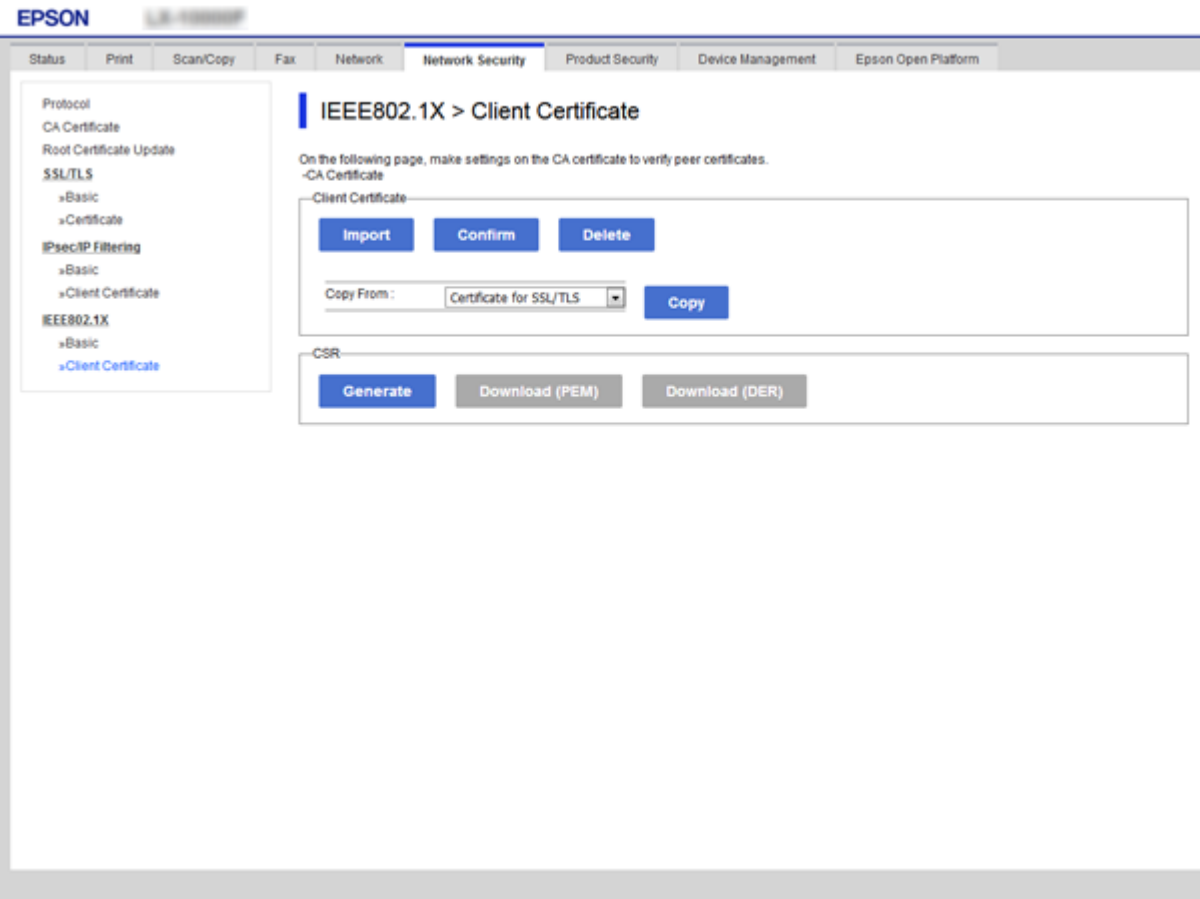 EPSON
Status Print Scan/Copy Fax Network Network Security Product Security Device Management Epson Open Platform
Protocol
CA Certificate
Root Certificate Update
SSL/TLS
»Basic
»Certificate
IPsec/IP Filtering
»Basic
»Client Certificate
IEEE802.1X
»Basic
»Client Certificate
IEEE802.1X > Client Certificate
On the following page, make settings on the CA certificate to verify peer certificates.
-CA Certificate
Client Certificate
Import Confirm Delete
Copy From : Certificate for SSL/TLS Copy
CSR
Generate Download (PEM) Download (DER)